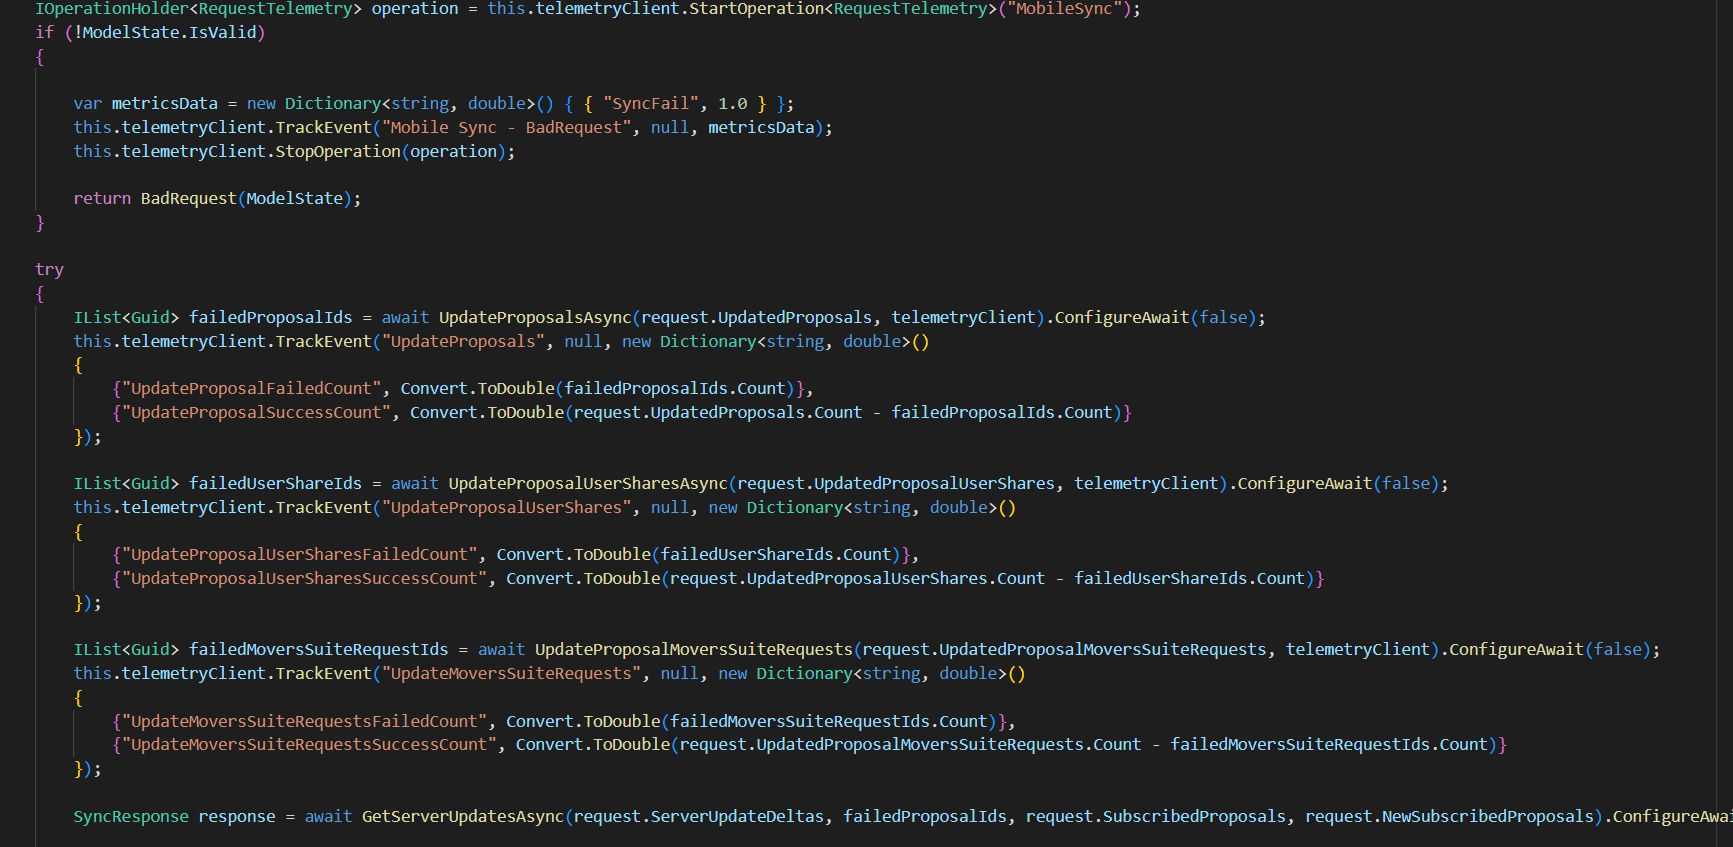 IOperationHolder<RequestTelemetry> operation = this.telemetryClient.StartOperation<RequestTelemetry>("MobileSync");
if (!ModelState.IsValid)
{
var metricsData = new Dictionary<string, double>() { { "SyncFail", 1.0 } };
this.telemetryClient.TrackEvent("Mobile Sync - BadRequest", null, metricsData);
this.telemetryClient.StopOperation(operation);
return BadRequest(ModelState);
}
try
{
IList<Guid> failedProposalIds = await UpdateProposalsAsync(request.UpdatedProposals, telemetryClient).ConfigureAwait(false);
this.telemetryClient.TrackEvent("UpdateProposals", null, new Dictionary<string, double>()
{
{"UpdateProposalFailedCount", Convert.ToDouble(failedProposalIds.Count)},
{"UpdateProposalSuccessCount", Convert.ToDouble(request.UpdatedProposals.Count - failedProposalIds.Count)}
});
IList<Guid> failedUserShareIds = await UpdateProposalUserSharesAsync(request.UpdatedProposalUserShares, telemetryClient).ConfigureAwait(false);
this.telemetryClient.TrackEvent("UpdateProposalUserShares", null, new Dictionary<string, double>()
{
{"UpdateProposalUserSharesFailedCount", Convert.ToDouble(failedUserShareIds.Count)},
{"UpdateProposalUserSharesSuccessCount", Convert.ToDouble(request.UpdatedProposalUserShares.Count - failedUserShareIds.Count)}
});
IList<Guid> failedMoversSuiteRequestIds = await UpdateProposalMoversSuiteRequests(request.UpdatedProposalMoversSuiteRequests, telemetryClient).ConfigureAwait(false);
this.telemetryClient.TrackEvent("UpdateMoversSuiteRequests", null, new Dictionary<string, double>()
{
{"UpdateMoversSuiteRequestsFailedCount", Convert.ToDouble(failedMoversSuiteRequestIds.Count)},
{"UpdateMoversSuiteRequestsSuccessCount", Convert.ToDouble(request.UpdatedProposalMoversSuiteRequests.Count - failedMoversSuiteRequestIds.Count)}
});
SyncResponse response = await GetServerUpdatesAsync(request.ServerUpdateDeltas, failedProposalIds, request.SubscribedProposals, request.NewSubscribedProposals).ConfigureAwai